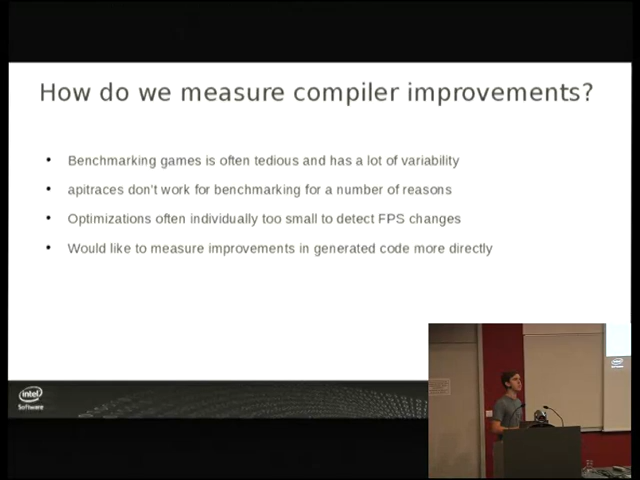 How do we measure compiler improvements?
• Benchmarking games is often tedious and has a lot of variability
• apitraces don't work for benchmarking for a number of reasons
• Optimizations often individually too small to detect FPS changes
• Would like to measure improvements in generated code more directly
intel
Software